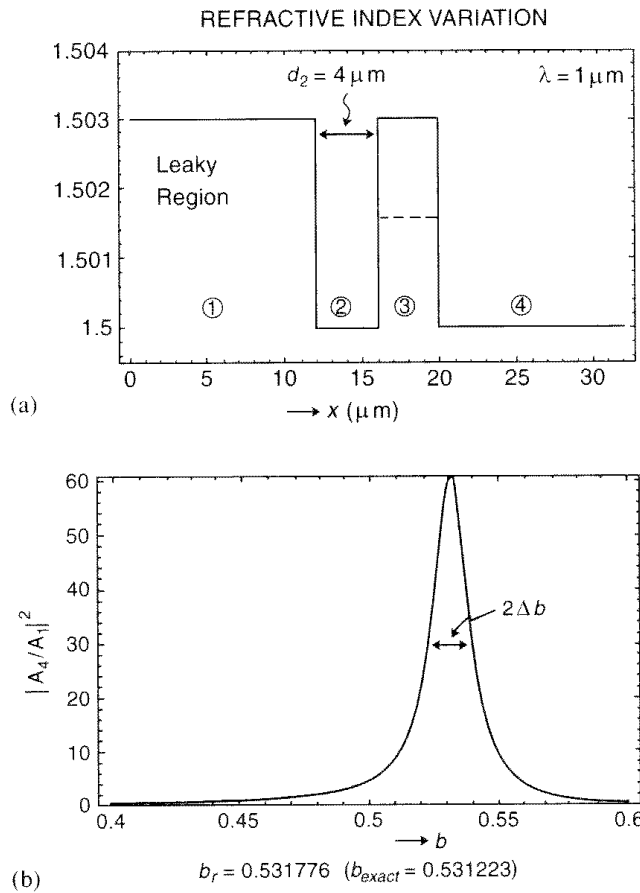 REFRACTIVE INDEX VARIATION
1.504
d₂ = 4 μm
λ = 1 μm
1.503
Leaky
Region
1.502
1.501
① ② ③ ④
1.5
0 5 10 15 20 25 30
(a)
→ x (μm)
60
50
40
2Δb
|A₄/A₁|²
30
20
10
0
0.4 0.45 0.5 0.55 0.6
→ b
(b)
bᵣ = 0.531776 (b_exact = 0.531223)